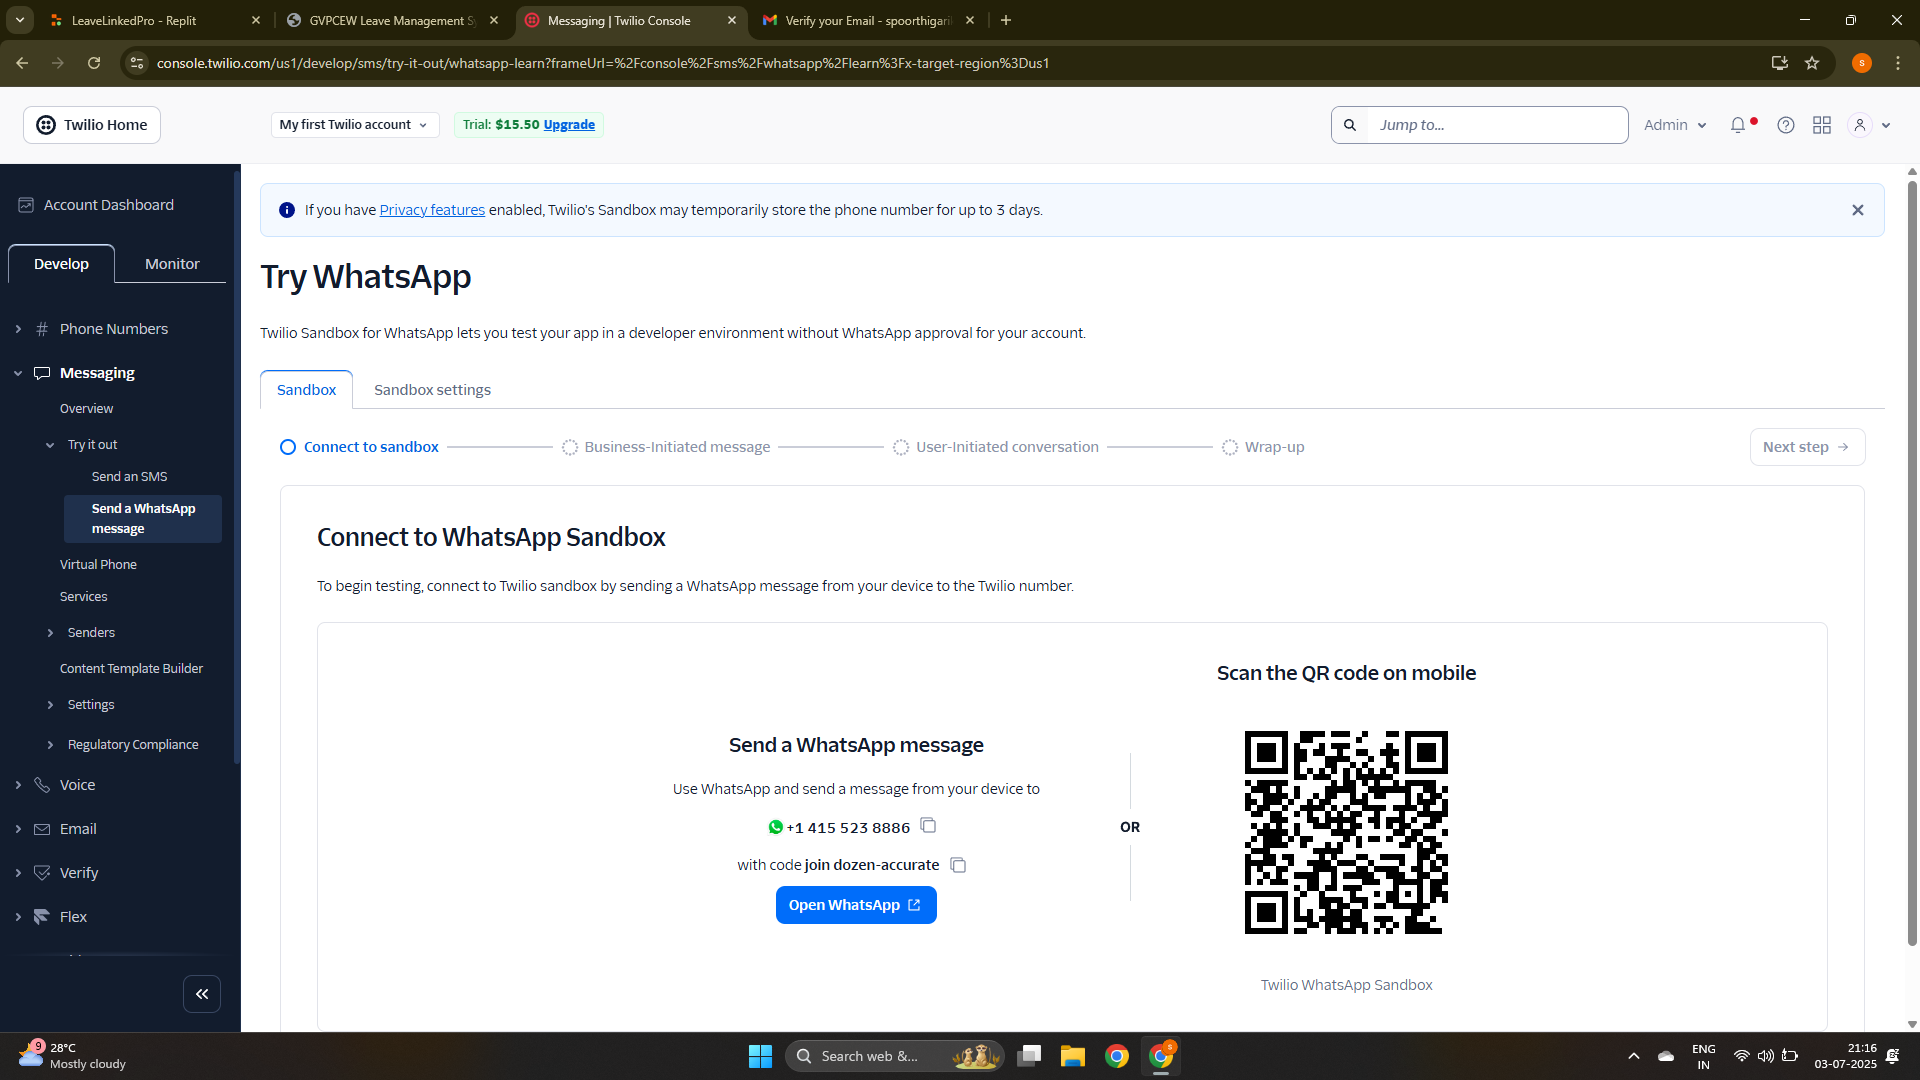 LeaveLinkedPro - Replit
GVPCEW Leave Management Sy
Messaging | Twilio Console
Verify your Email - spoorthigarik
console.twilio.com/us1/develop/sms/try-it-out/whatsapp-learn?frameUrl=%2Fconsole%2Fsms%2Fwhatsapp%2Flearn%3Fx-target-region%3Dus1
S
Twilio Home
My first Twilio account
Trial: $15.50 Upgrade
Jump to...
Admin
Account Dashboard
Develop
Monitor
Phone Numbers
Messaging
Overview
Try it out
Send an SMS
Send a WhatsApp
message
Virtual Phone
Services
Senders
Content Template Builder
Settings
Regulatory Compliance
Voice
Email
Verify
Flex
If you have Privacy features enabled, Twilio's Sandbox may temporarily store the phone number for up to 3 days.
Try WhatsApp
Twilio Sandbox for WhatsApp lets you test your app in a developer environment without WhatsApp approval for your account.
Sandbox
Sandbox settings
Connect to sandbox
Business-Initiated message
User-Initiated conversation
Wrap-up
Next step
Connect to WhatsApp Sandbox
To begin testing, connect to Twilio sandbox by sending a WhatsApp message from your device to the Twilio number.
Send a WhatsApp message
Use WhatsApp and send a message from your device to
+1 415 523 8886
with code join dozen-accurate
Open WhatsApp
OR
Scan the QR code on mobile
Twilio WhatsApp Sandbox
9
28°C
Mostly cloudy
Search web &...
S
ENG
IN
21:16
03-07-2025